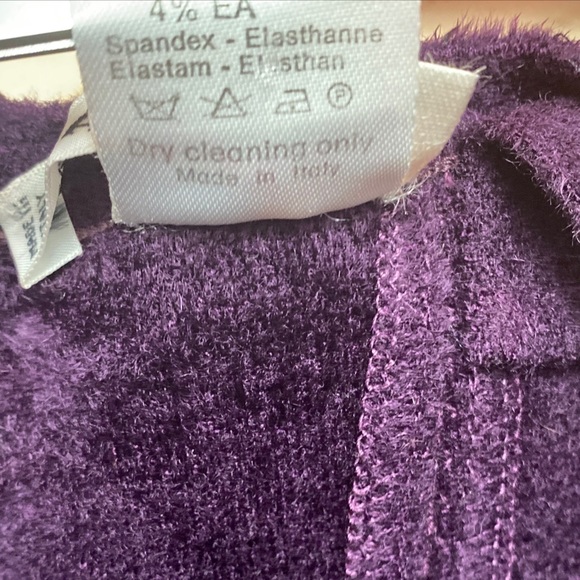 4% EA
Spandex - Elasthanne
Elastam - Elasthan
P
Dry cleaning only
Made in Italy